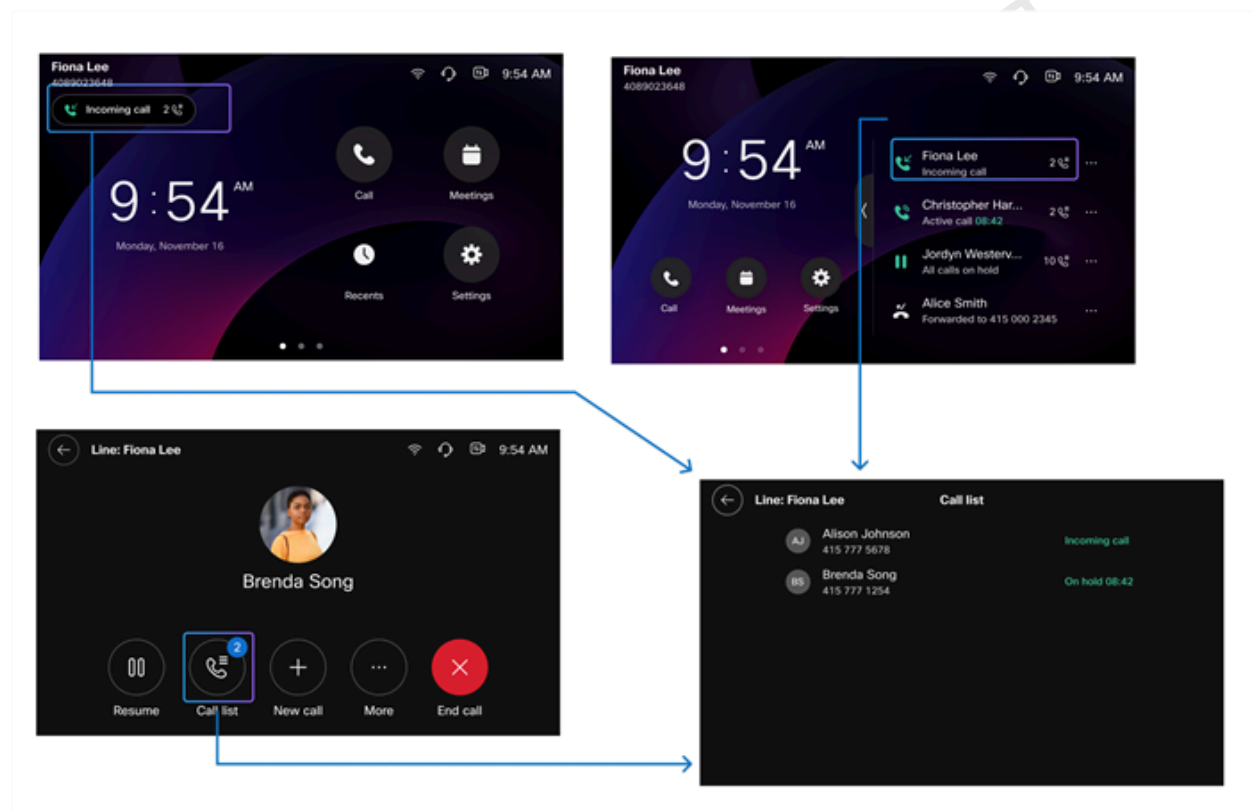 Fiona Lee
4089023648
9:54 AM
Incoming call 2
9:54 AM
Monday, November 16
Call
Meetings
Recents
Settings
Fiona Lee
4089023648
9:54 AM
9:54 AM
Monday, November 16
Call
Meetings
Settings
Fiona Lee
2
Incoming call
Christopher Har...
2
Active call 08:42
Jordyn Westerv...
10
All calls on hold
Alice Smith
Forwarded to 415 000 2345
Line: Fiona Lee
9:54 AM
Brenda Song
2
Resume
Call list
New call
More
End call
Line: Fiona Lee
Call list
AJ
Alison Johnson
415 777 5678
Incoming call
BS
Brenda Song
415 777 1254
On hold 08:42